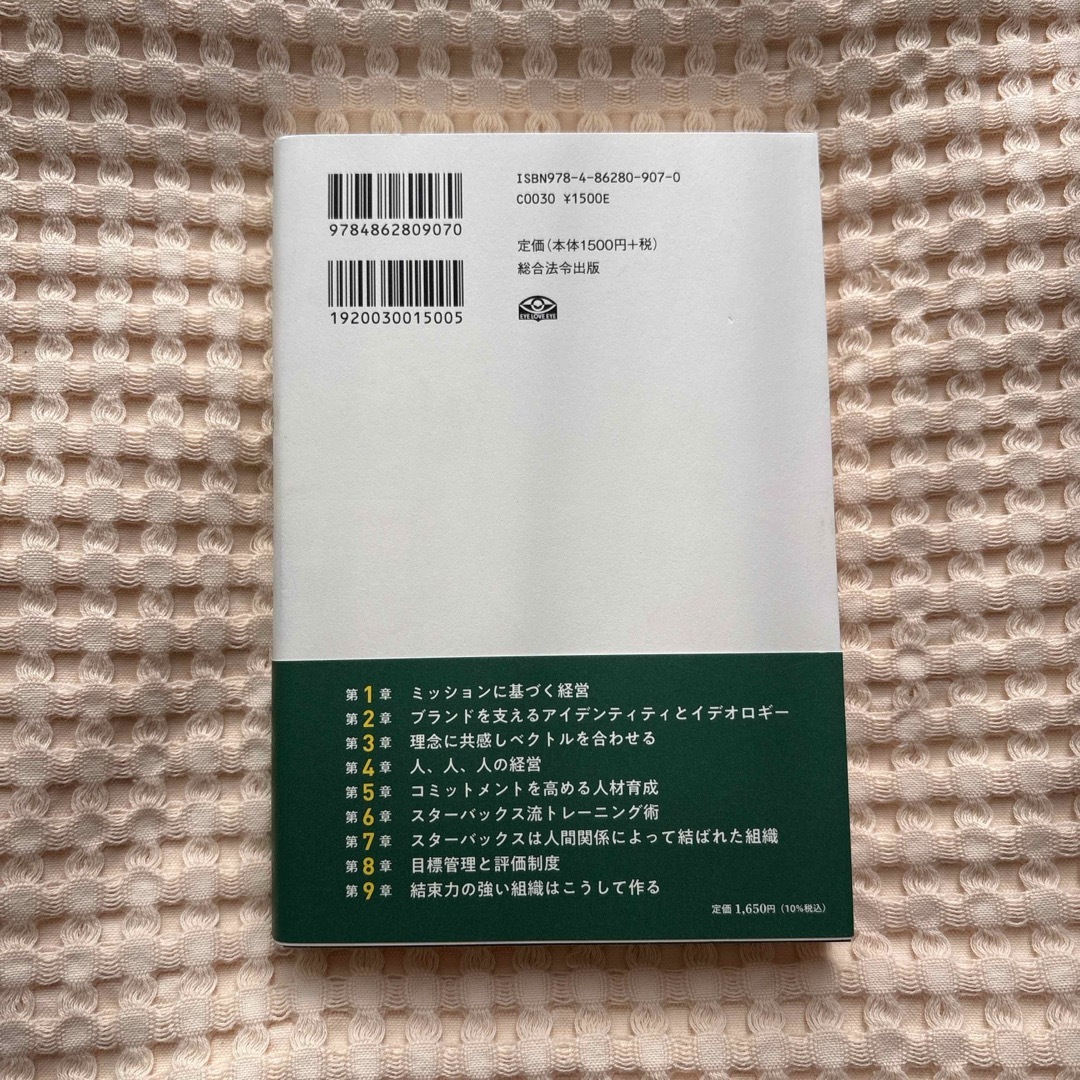 9784862809070
1920030015005
ISBN978-4-86280-907-0
C0030 ¥1500E
定価(本体1500円+税)
総合法令出版
EYE LOVE EYE
第1章 ミッションに基づく経営
第2章 ブランドを支えるアイデンティティとイデオロギー
第3章 理念に共感しベクトルを合わせる
第4章 人、人、人の経営
第5章 コミットメントを高める人材育成
第6章 スターバックス流トレーニング術
第7章 スターバックスは人間関係によって結ばれた組織
第8章 目標管理と評価制度
第9章 結束力の強い組織はこうして作る
定価 1,650円(10%税込)